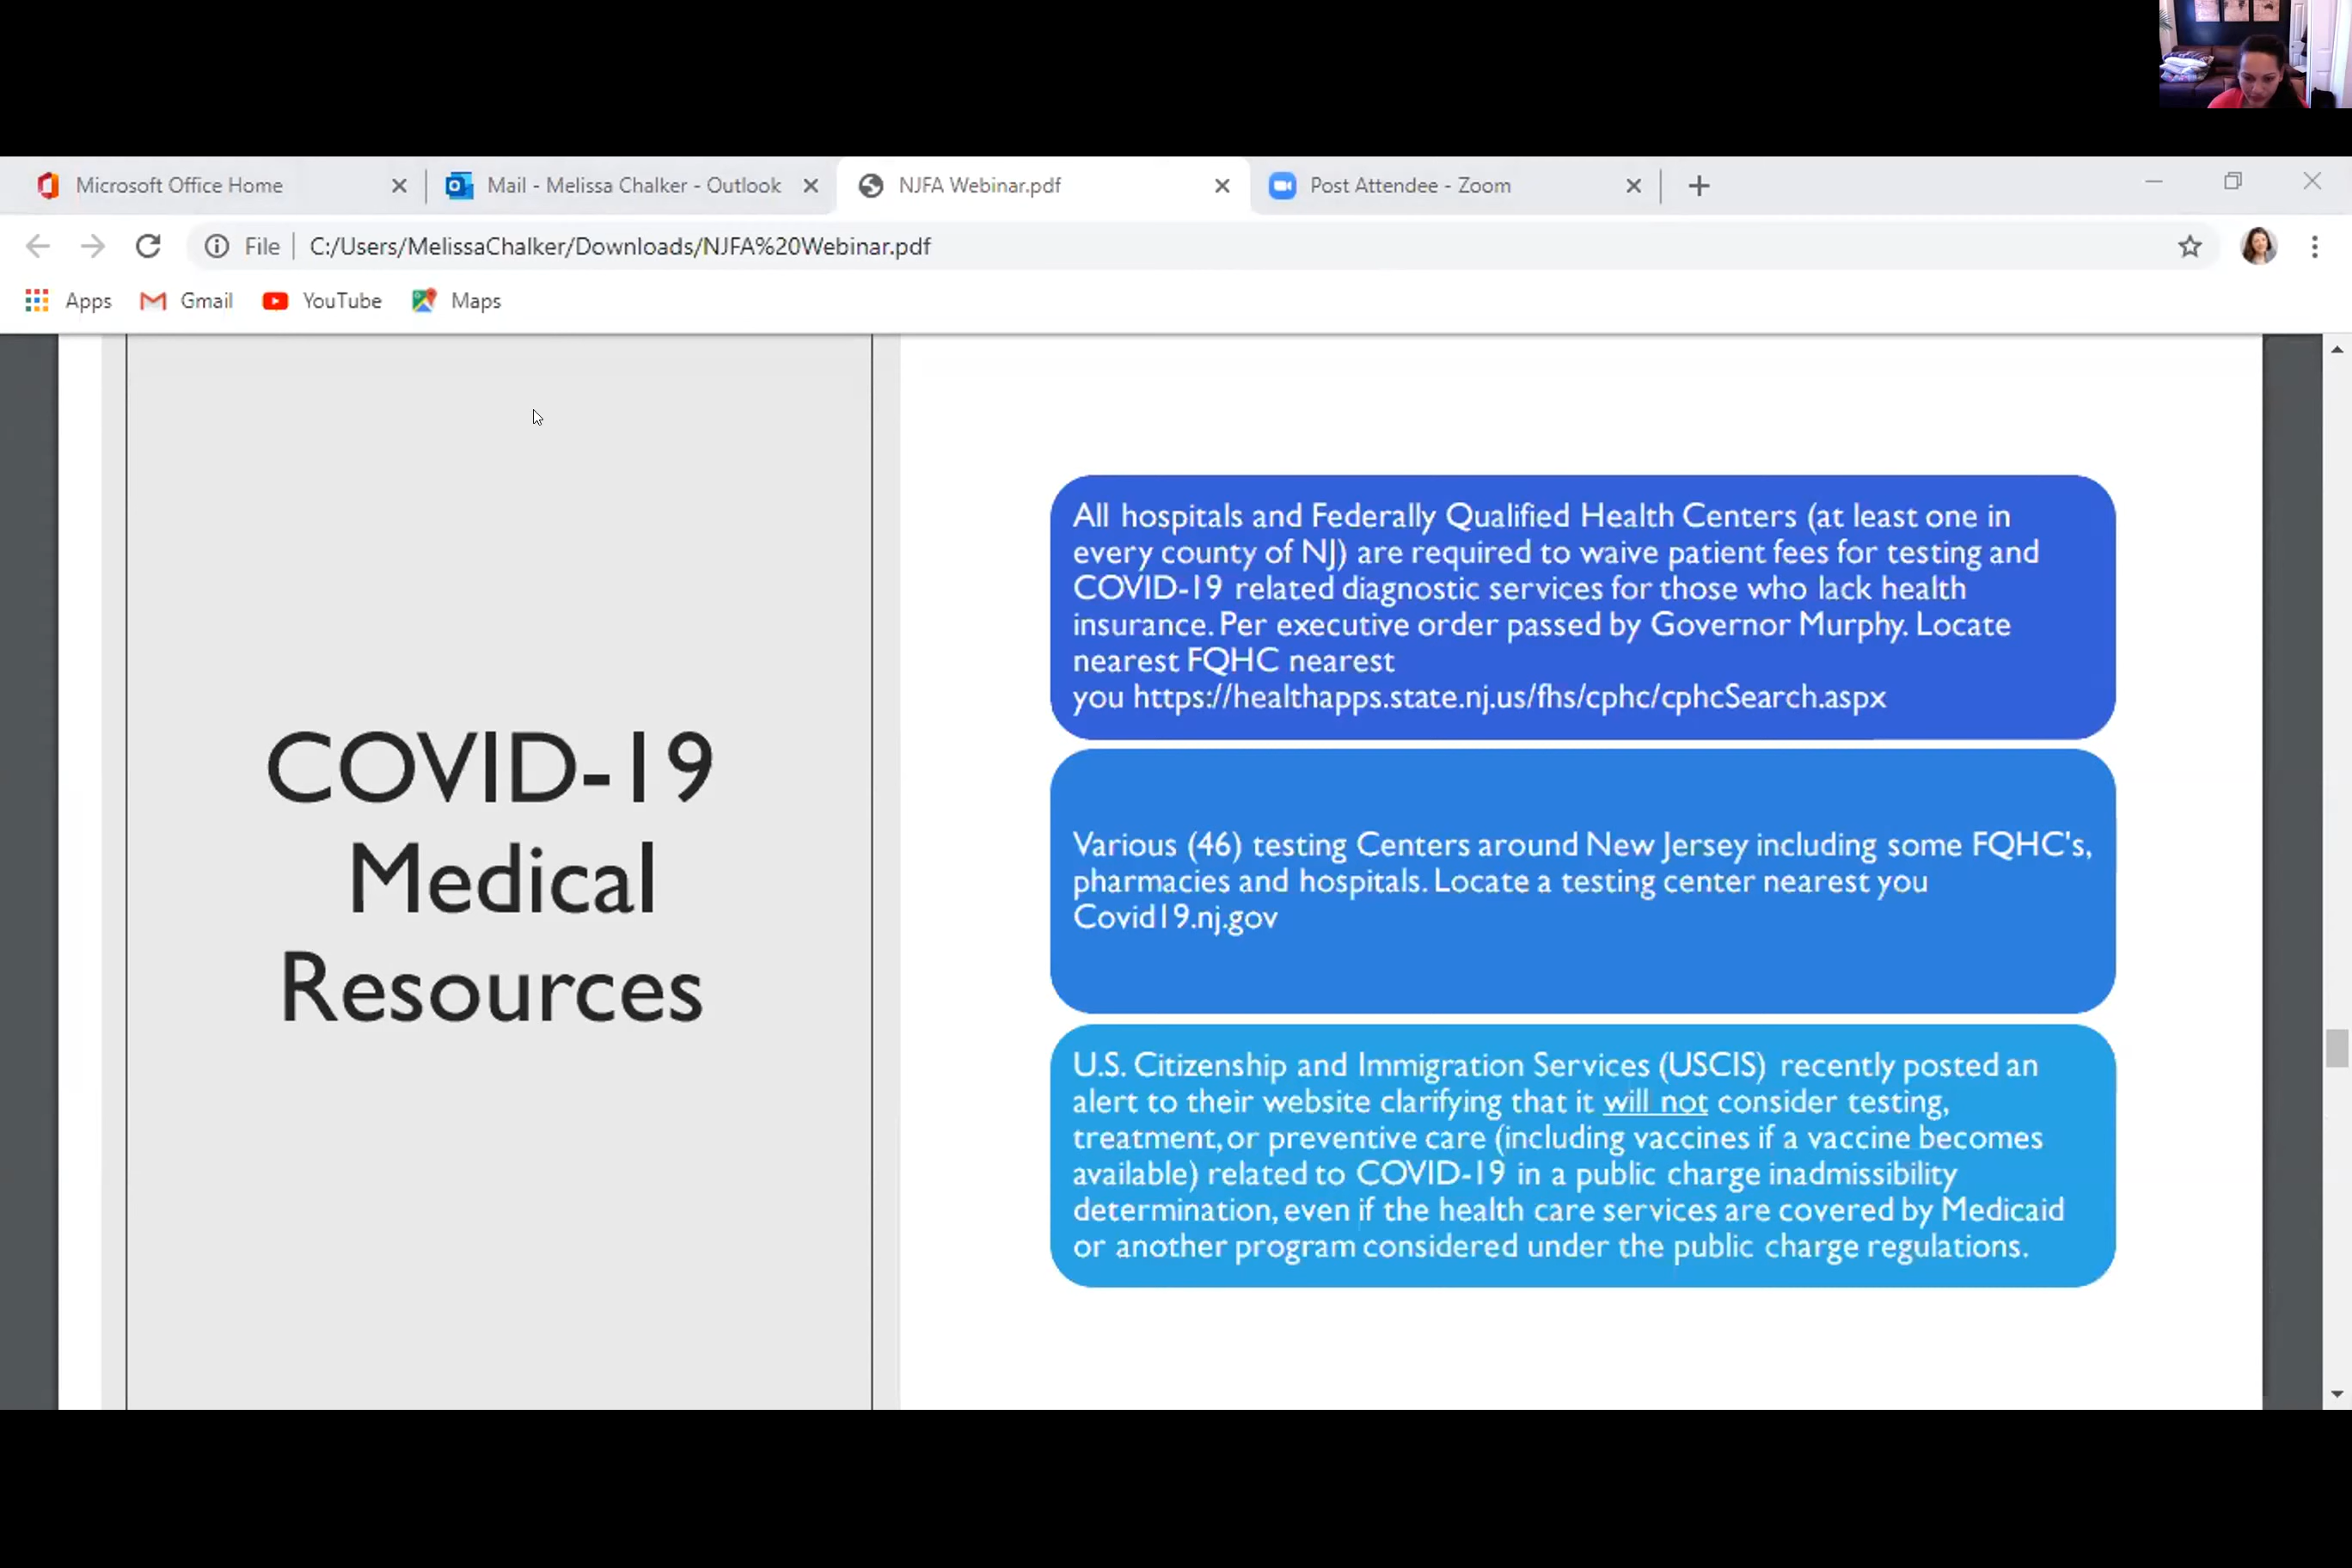 Microsoft Office Home
Mail - Melissa Chalker - Outlook
NJFA Webinar.pdf
Post Attendee - Zoom
File
C:/Users/MelissaChalker/Downloads/NJFA%20Webinar.pdf
Apps
Gmail
YouTube
Maps
COVID-19
Medical
Resources
All hospitals and Federally Qualified Health Centers (at least one in
every county of NJ) are required to waive patient fees for testing and
COVID-19 related diagnostic services for those who lack health
insurance. Per executive order passed by Governor Murphy. Locate
nearest FQHC nearest
you https://healthapps.state.nj.us/fhs/cphc/cphcSearch.aspx
Various (46) testing Centers around New Jersey including some FQHC's,
pharmacies and hospitals. Locate a testing center nearest you
Covid19.nj.gov
U.S. Citizenship and Immigration Services (USCIS) recently posted an
alert to their website clarifying that it will not consider testing,
treatment, or preventive care (including vaccines if a vaccine becomes
available) related to COVID-19 in a public charge inadmissibility
determination, even if the health care services are covered by Medicaid
or another program considered under the public charge regulations.